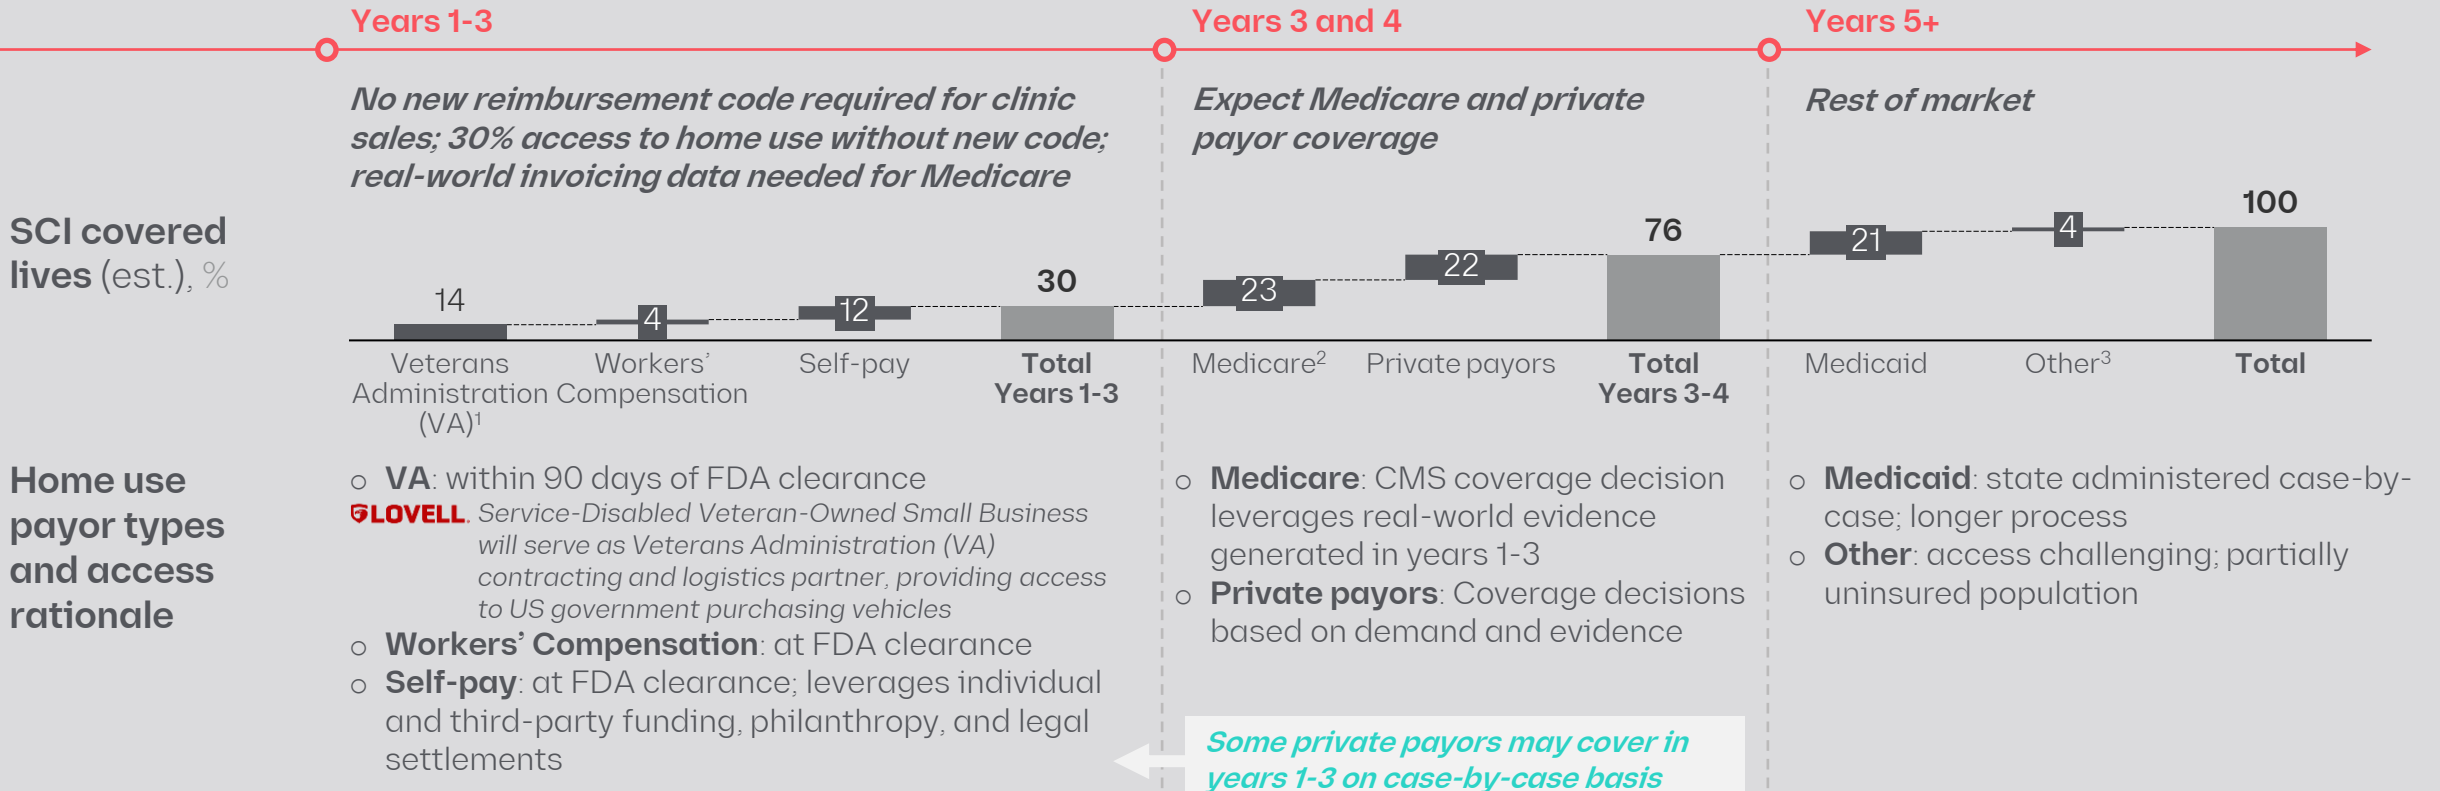 Years 1-3
Years 3 and 4
Years 5+
No new reimbursement code required for clinic
sales; 30% access to home use without new code;
real-world invoicing data needed for Medicare
Expect Medicare and private
payor coverage
Rest of market
SCI covered
lives (est.), %
14
4
12
30
23
22
76
21
4
100
Veterans
Administration
(VA)1
Workers’
Compensation
Self-pay
Total
Years 1-3
Medicare2
Private payors
Total
Years 3-4
Medicaid
Other3
Total
Home use
payor types
and access
rationale
VA: within 90 days of FDA clearance
LOVELL. Service-Disabled Veteran-Owned Small Business
will serve as Veterans Administration (VA)
contracting and logistics partner, providing access
to US government purchasing vehicles
Workers’ Compensation: at FDA clearance
Self-pay: at FDA clearance; leverages individual
and third-party funding, philanthropy, and legal
settlements
Medicare: CMS coverage decision
leverages real-world evidence
generated in years 1-3
Private payors: Coverage decisions
based on demand and evidence
Some private payors may cover in
years 1-3 on case-by-case basis
Medicaid: state administered case-by-
case; longer process
Other: access challenging; partially
uninsured population